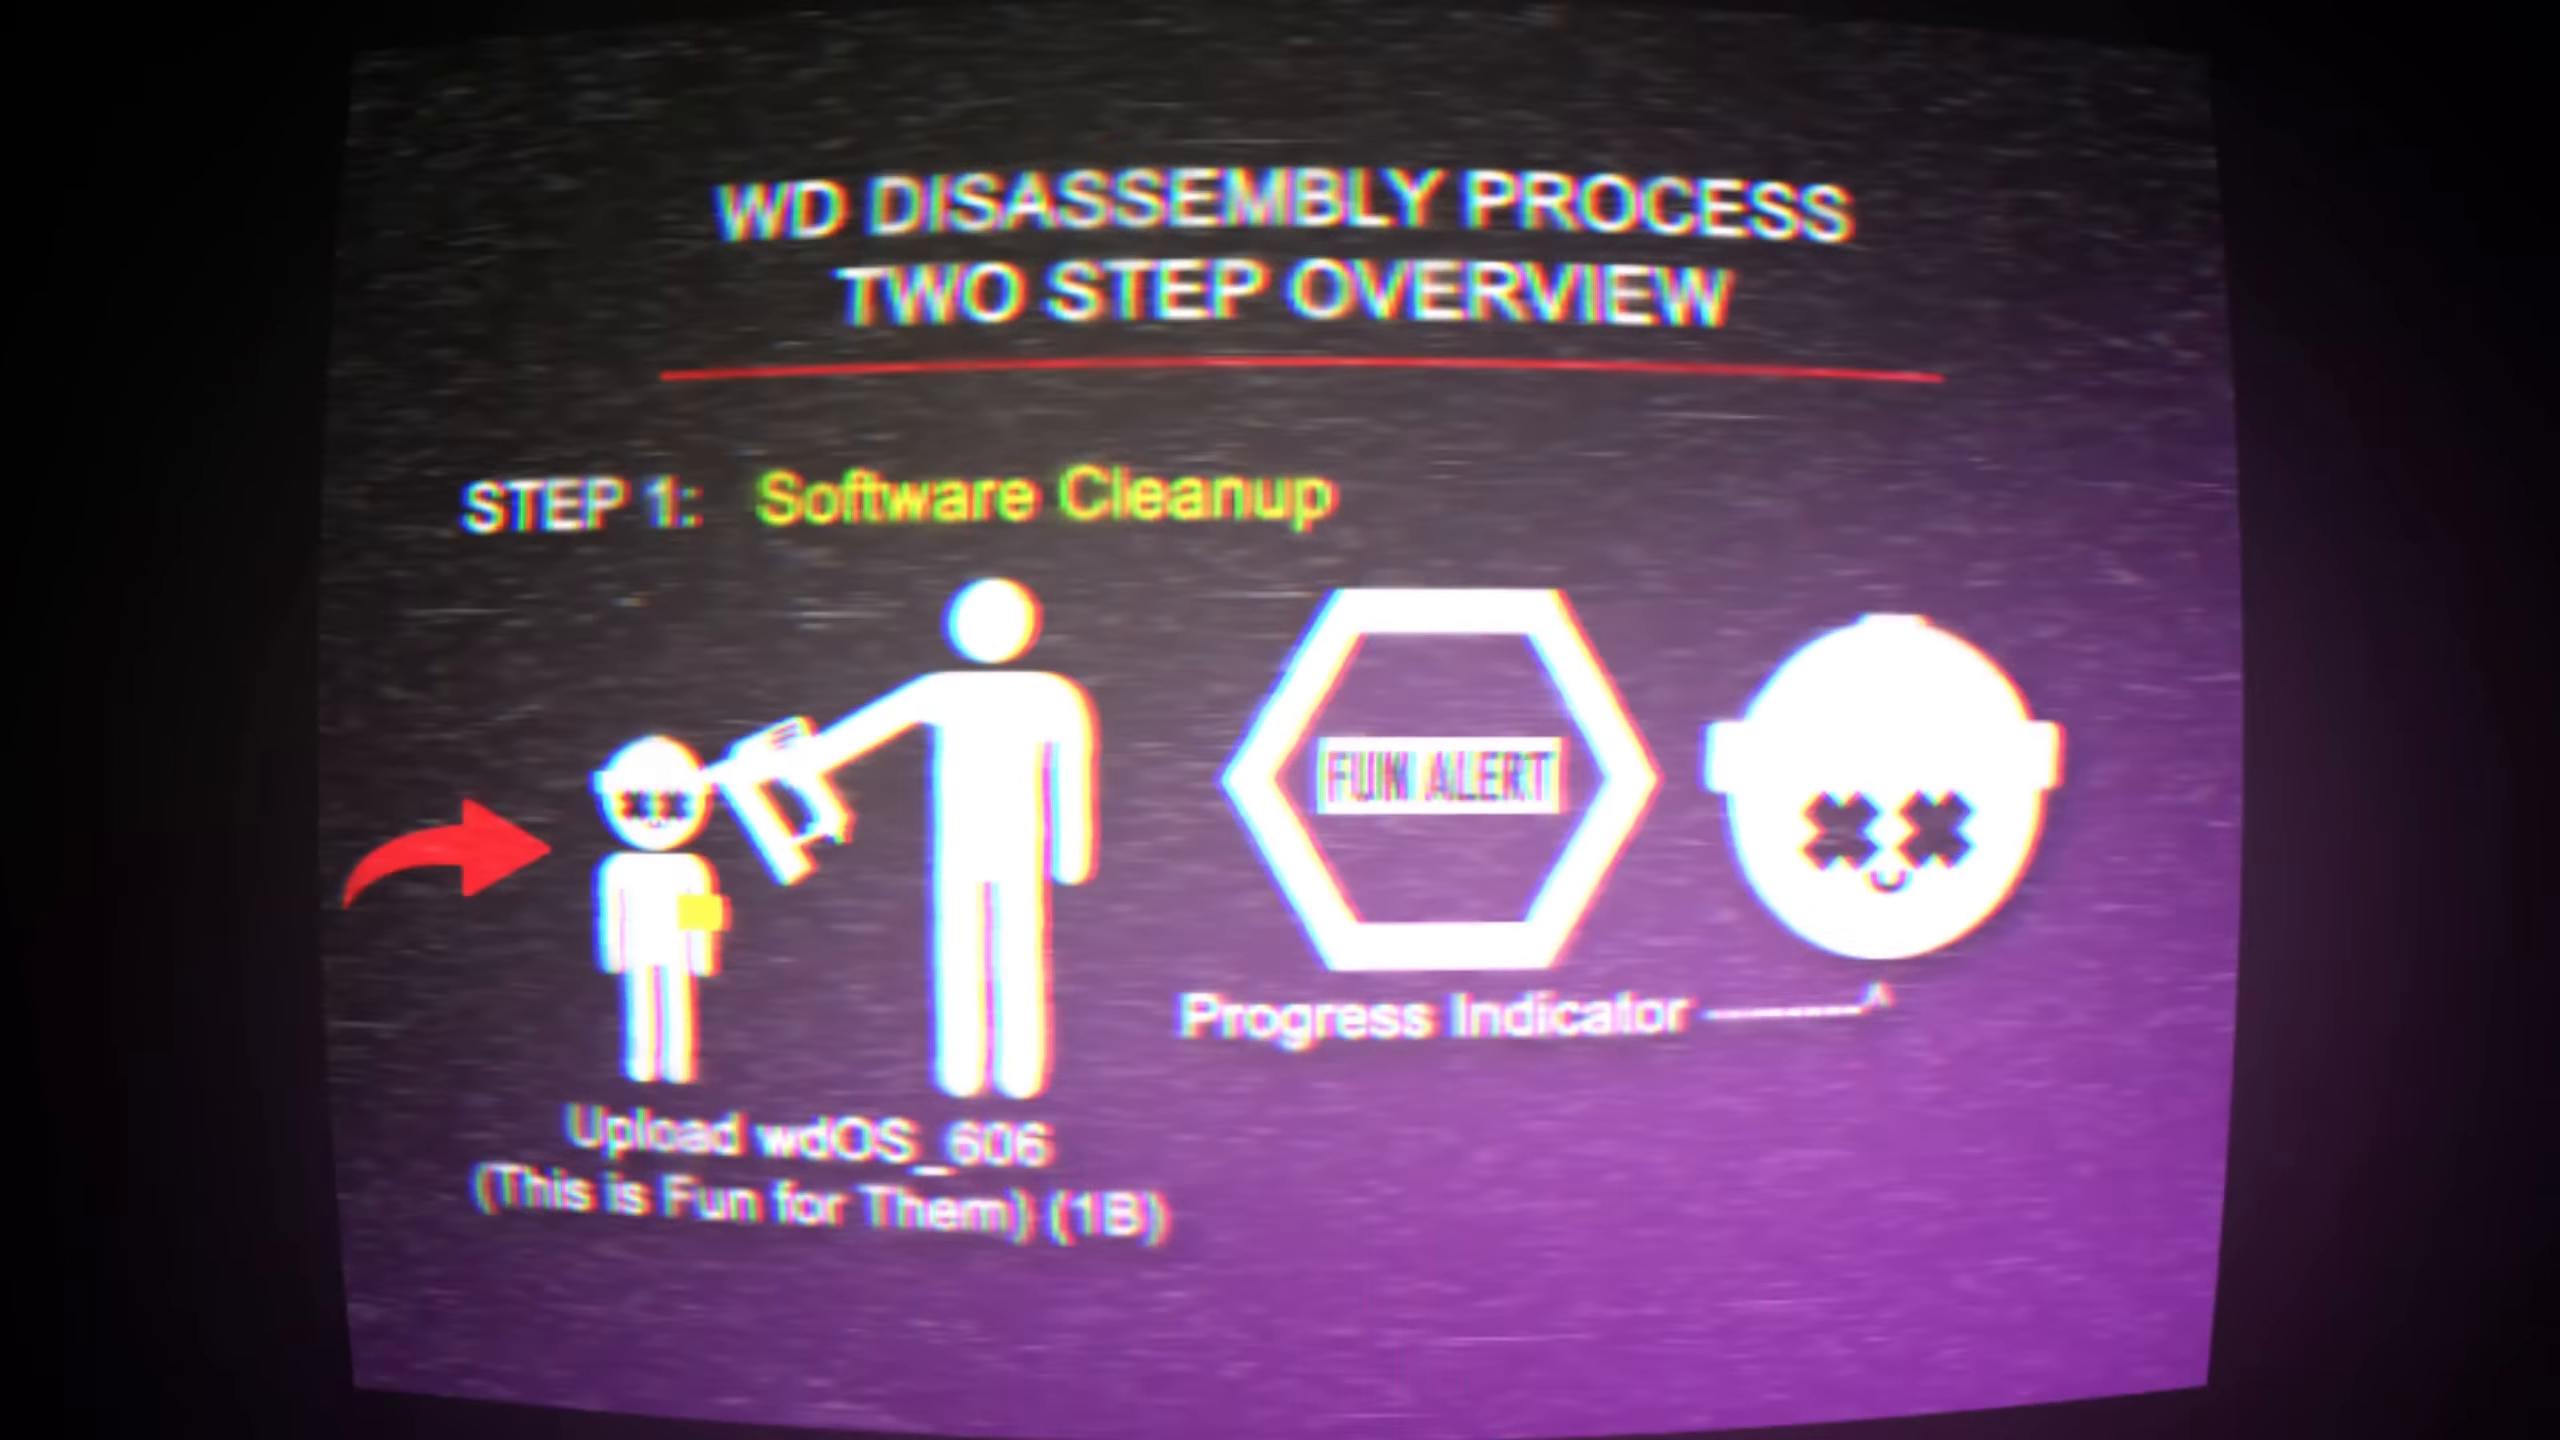 WD DISASSEMBLY PROCESS
TWO STEP OVERVIEW
STEP 1: Software Cleanup
FUN ALERT
Progress Indicator
Upload wdOS_606
(This is Fun for Them) (1B)